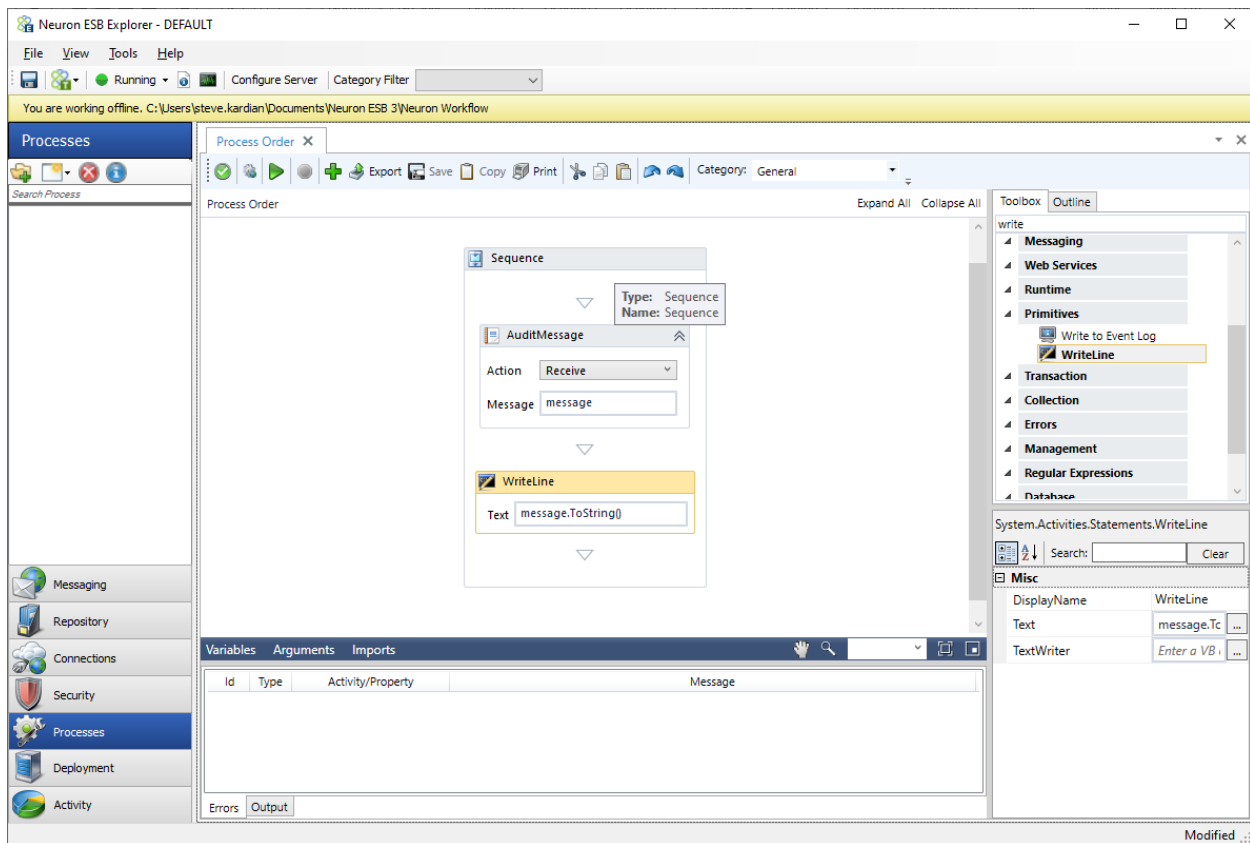 Neuron ESB Explorer - DEFAULT
File View Tools Help
Running Configure Server Category Filter
You are working offline. C:\Users\steve.kardian\Documents\Neuron ESB 3\Neuron Workflow
Processes
Search Process
Process Order
Export Save Copy Print Category: General
Process Order Expand All Collapse All
Sequence
Type: Sequence
Name: Sequence
AuditMessage
Action Receive
Message message
WriteLine
Text message.ToString()
Toolbox Outline
write
Messaging
Web Services
Runtime
Primitives
Write to Event Log
WriteLine
Transaction
Collection
Errors
Management
Regular Expressions
Database
System.Activities.Statements.WriteLine
Search: Clear
Misc
DisplayName WriteLine
Text message.Tc ...
TextWriter Enter a VB ...
Messaging
Repository
Connections
Security
Processes
Deployment
Activity
Variables Arguments Imports
Id Type Activity/Property Message
Errors Output
Modified